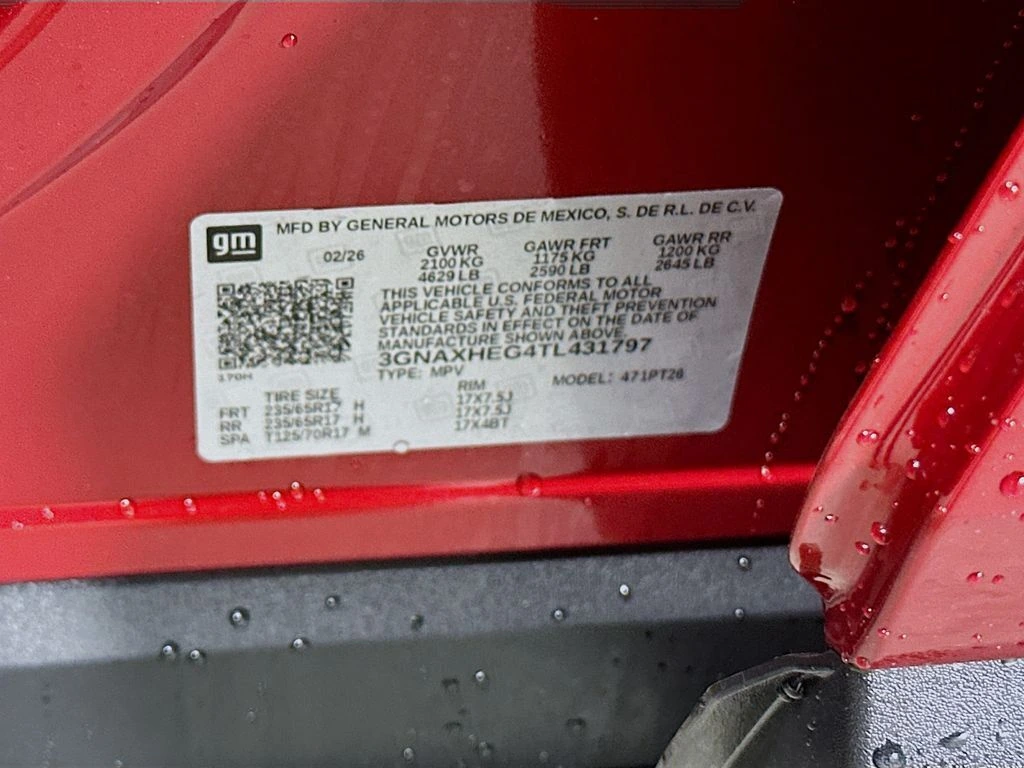 gm
MFD BY GENERAL MOTORS DE MEXICO, S. DE R.L. DE C.V.
02/26 GVWR GAWR FRT GAWR RR
2100 KG 1175 KG 1200 KG
4629 LB 2590 LB 2645 LB
THIS VEHICLE CONFORMS TO ALL
APPLICABLE U.S. FEDERAL MOTOR
VEHICLE SAFETY AND THEFT PREVENTION
STANDARDS IN EFFECT ON THE DATE OF
MANUFACTURE SHOWN ABOVE.
3GNAXHEG4TL431797
170H
TYPE: MPV MODEL: 471PT26
TIRE SIZE RIM
FRT 235/65R17 H 17X7.5J
RR 235/65R17 H 17X7.5J
SPA T125/70R17 M 17X4BT